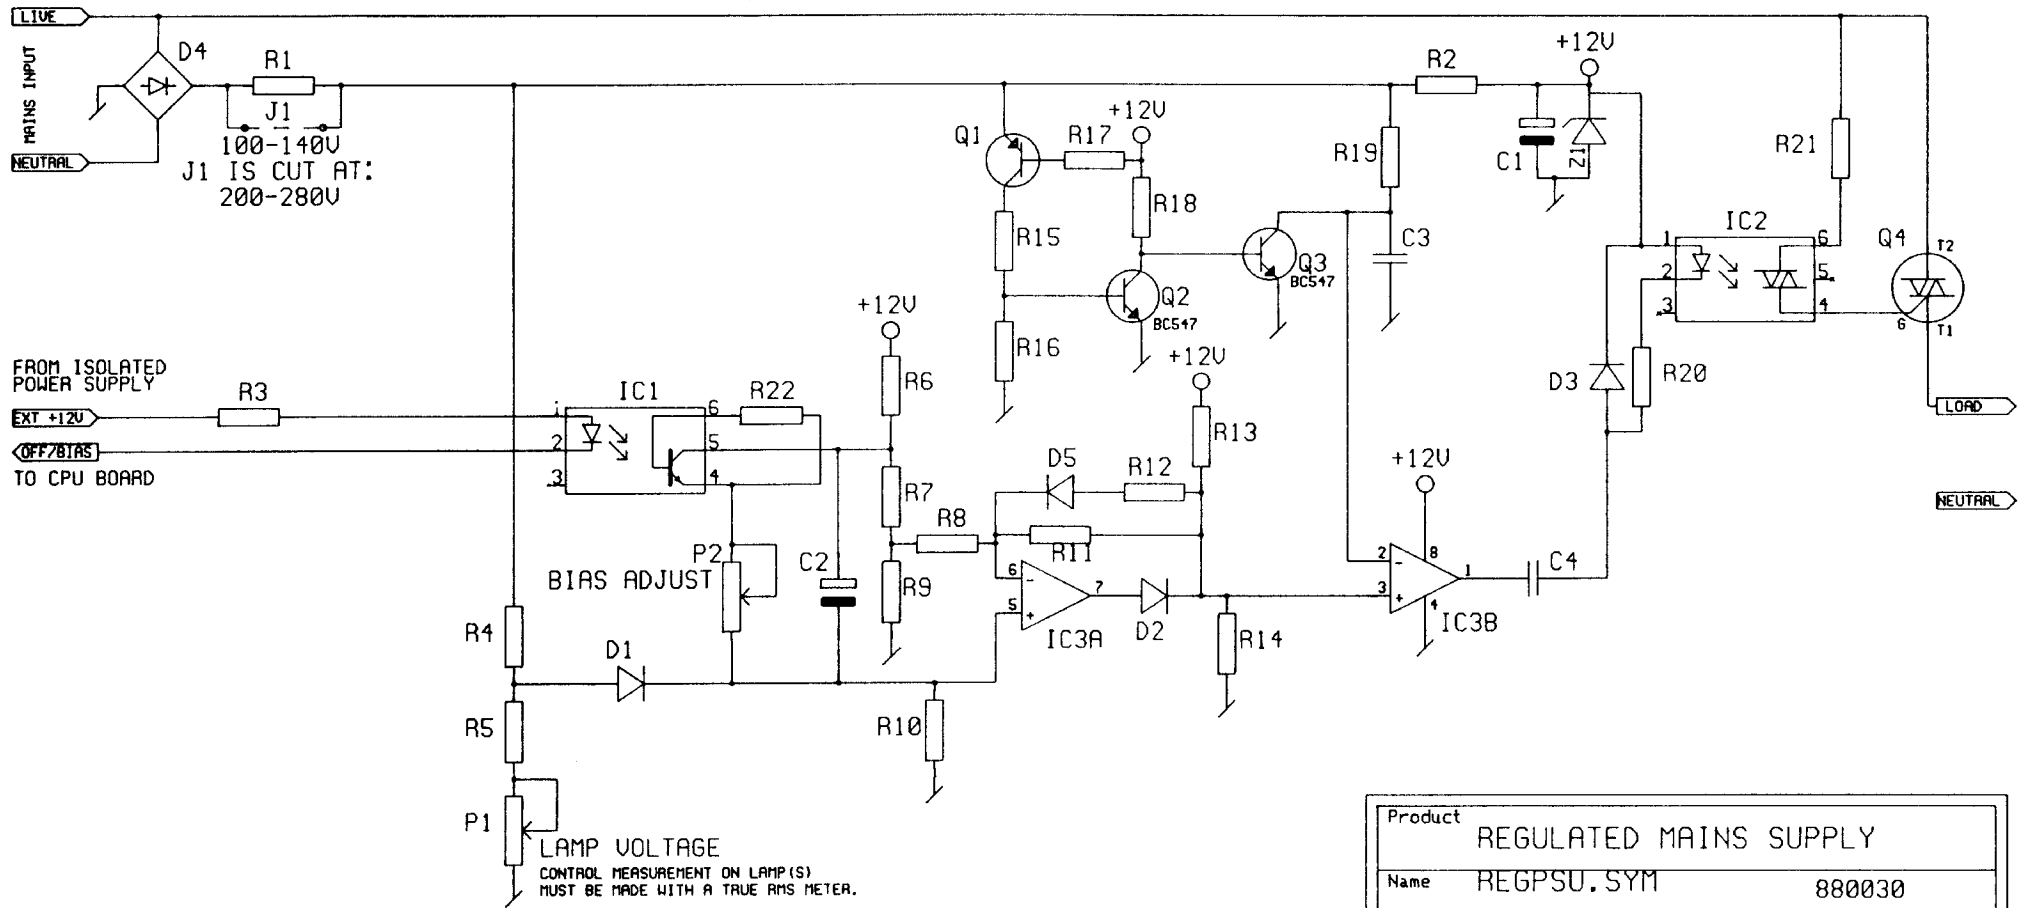 LIVE
MAINS INPUT
NEUTRAL
D4
R1
J1
100-140V
J1 IS CUT AT:
200-280V
Q1
R17
+12V
R18
R15
R16
Q2
BC547
Q3
BC547
R19
C3
R2
+12V
C1
Z1
R21
IC2
1
2
3
6
5
4
Q4
T2
G
T1
D3
R20
LOAD
NEUTRAL
FROM ISOLATED
POWER SUPPLY
EXT +12V
OFF/BIAS
TO CPU BOARD
R3
IC1
1
2
3
6
5
4
R22
+12V
R6
R7
R8
R9
P2
BIAS ADJUST
C2
D5
R12
R11
+12V
R13
6
-
5
+
7
IC3A
D2
R14
+12V
2
-
3
+
8
4
1
IC3B
C4
R4
D1
R5
R10
P1
LAMP VOLTAGE
CONTROL MEASUREMENT ON LAMP(S)
MUST BE MADE WITH A TRUE RMS METER.
Product
REGULATED MAINS SUPPLY
Name
REGPSU.SYM
880030